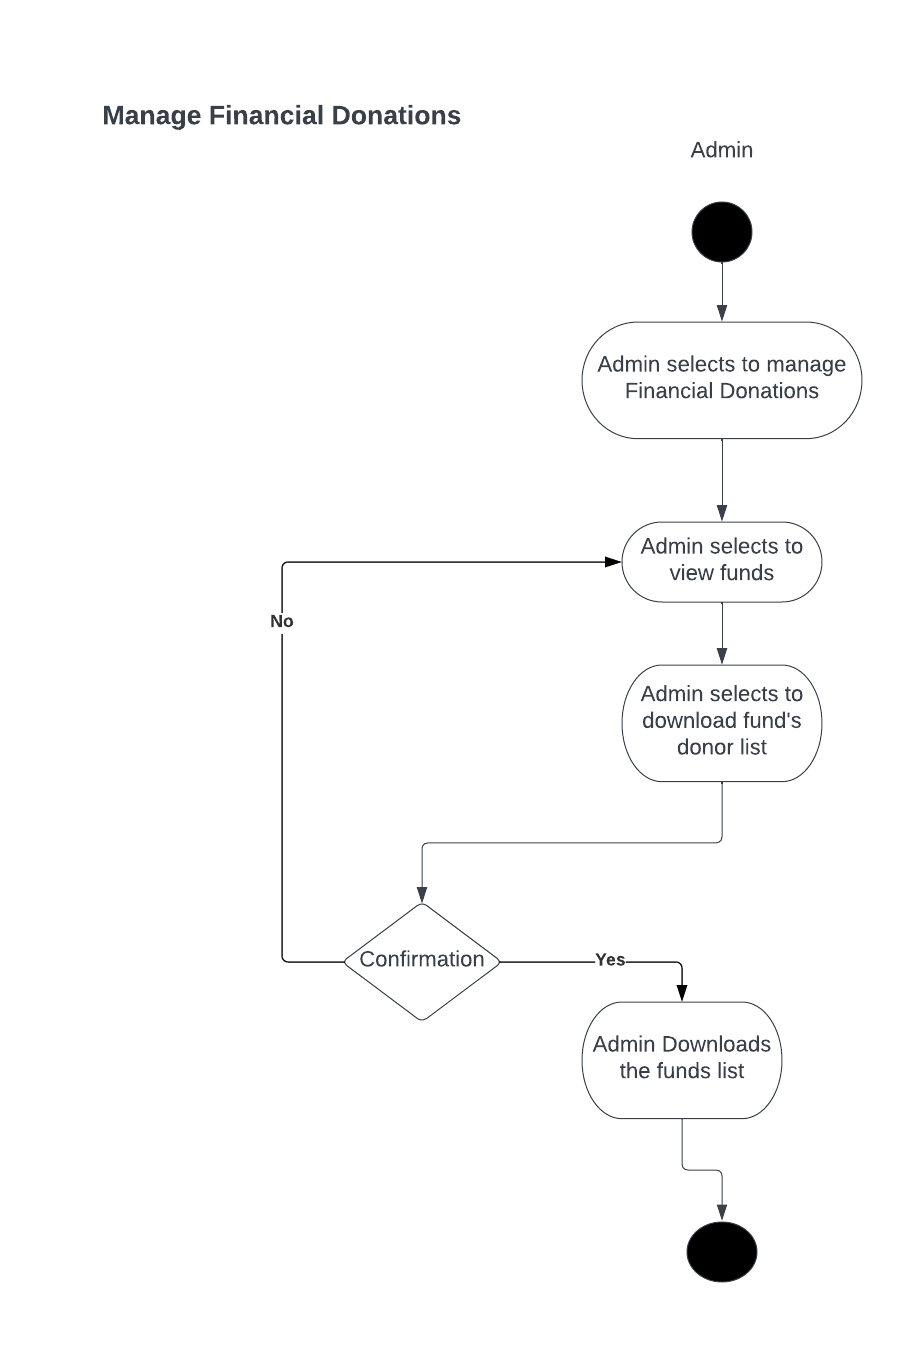 Manage Financial Donations
Admin
Admin selects to manage
Financial Donations
Admin selects to
view funds
No
Admin selects to
download fund's
donor list
Confirmation
Yes
Admin Downloads
the funds list